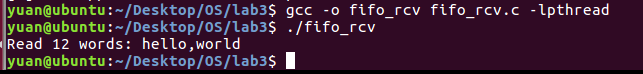 yuan@ubuntu:~/Desktop/OS/lab3$ gcc -o fifo_rcv fifo_rcv.c -lpthread
yuan@ubuntu:~/Desktop/OS/lab3$ ./fifo_rcv
Read 12 words: hello,world
yuan@ubuntu:~/Desktop/OS/lab3$